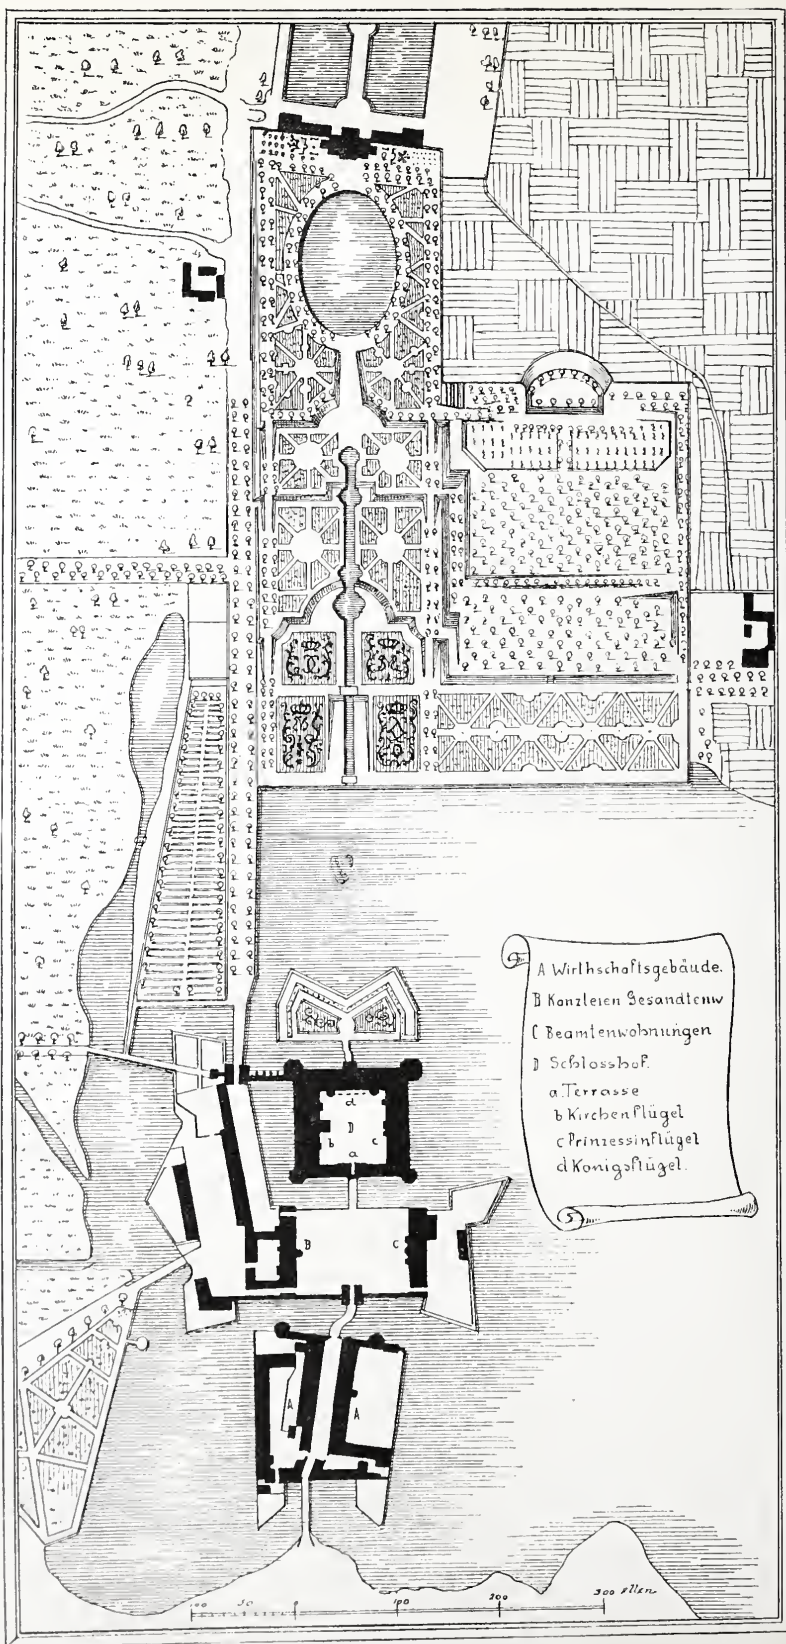 A Wirthschaftsgebäude.
B Kanzleien Gesandtenw
C Beamtenwohnungen
D Schlosshof.
a Terrasse
b Kirchenflügel
c Prinzessinflügel
d Königsflügel.
d
D
b c
a
B C
A A
100 50 100 200 300 Ellen